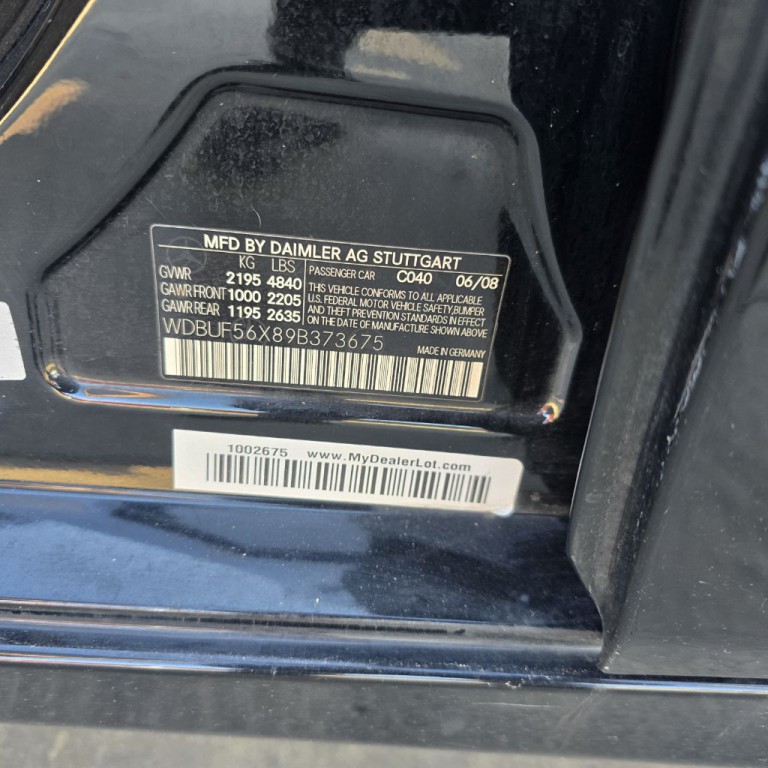 MFD BY DAIMLER AG STUTTGART
KG LBS
GVWR 2195 4840
GAWR FRONT 1000 2205
GAWR REAR 1195 2635
PASSENGER CAR C040 06/08
THIS VEHICLE CONFORMS TO ALL APPLICABLE
U.S. FEDERAL MOTOR VEHICLE SAFETY,BUMPER
AND THEFT PREVENTION STANDARDS IN EFFECT
ON THE DATE OF MANUFACTURE SHOWN ABOVE
WDBUF56X89B373675
MADE IN GERMANY
1002675 www.MyDealerLot.com